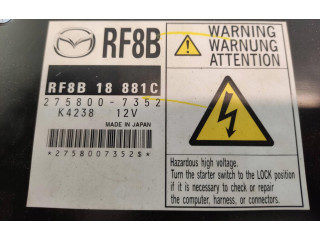 RF8B
RF8B 18 881C
275800-7352
K4238 12V
MADE IN JAPAN
*2758007352$*
WARNING
WARNUNG
ATTENTION
Hazardous high voltage.
Turn the starter switch to the LOCK position
if it is necessary to check or repair
the computer, harness, or connectors.